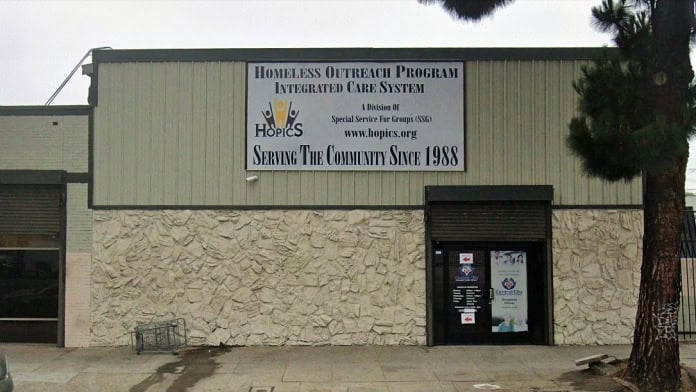 Homeless Outreach Program
Integrated Care System
A Division Of
Special Service For Groups (SSG)
HOPICS
www.hopics.org
Serving The Community Since 1988